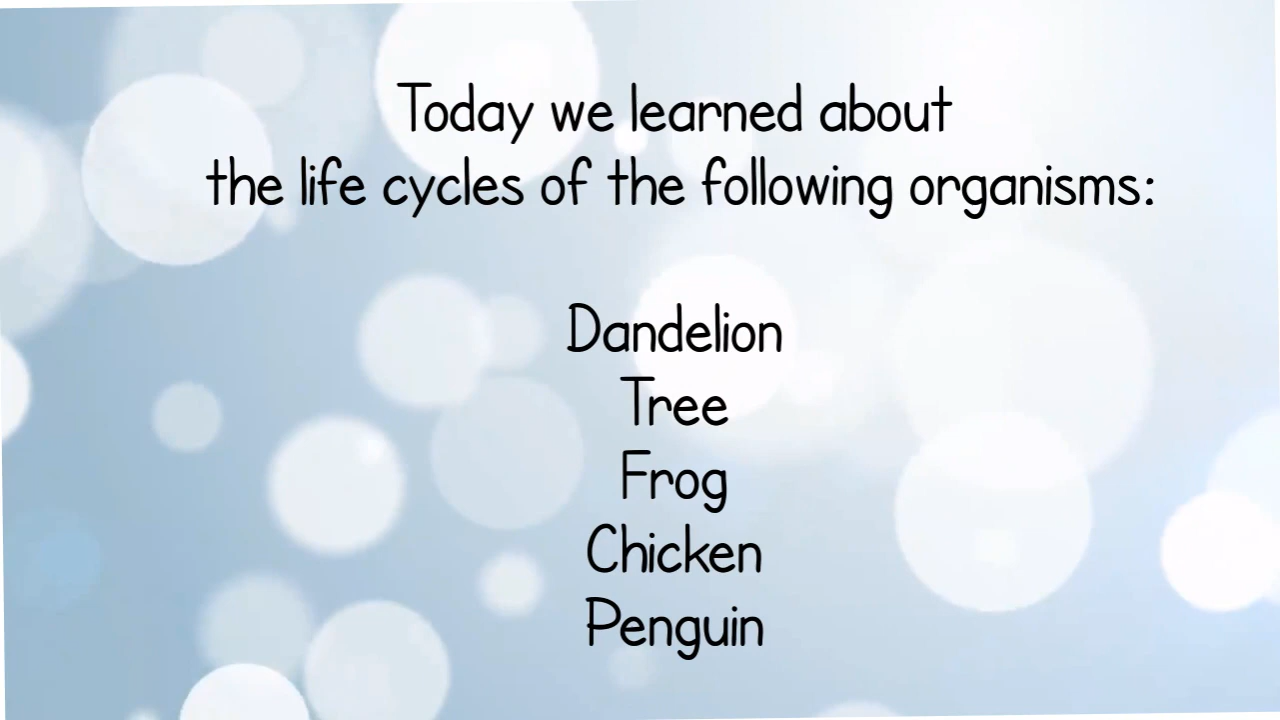 Today we learned about
the life cycles of the following organisms:
Dandelion
Tree
Frog
Chicken
Penguin